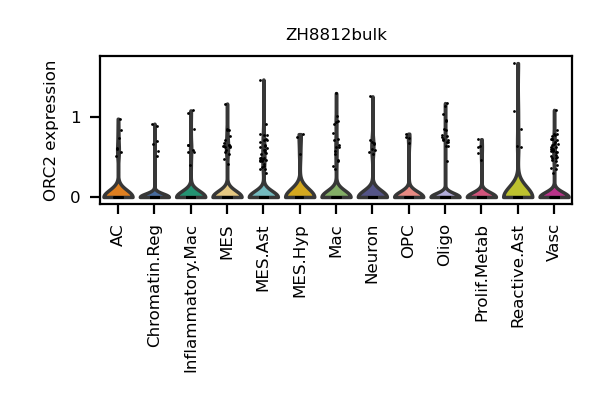 ZH8812bulk
ORC2 expression
1
0
AC
Chromatin.Reg
Inflammatory.Mac
MES
MES.Ast
MES.Hyp
Mac
Neuron
OPC
Oligo
Prolif.Metab
Reactive.Ast
Vasc